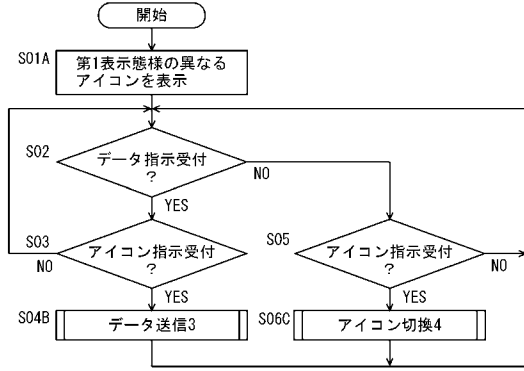 開始
S01A
第1表示態様の異なる
アイコンを表示
S02
データ指示受付
?
NO
YES
S03
アイコン指示受付
?
NO
YES
S05
アイコン指示受付
?
NO
YES
S04B
データ送信3
S06C
アイコン切換4